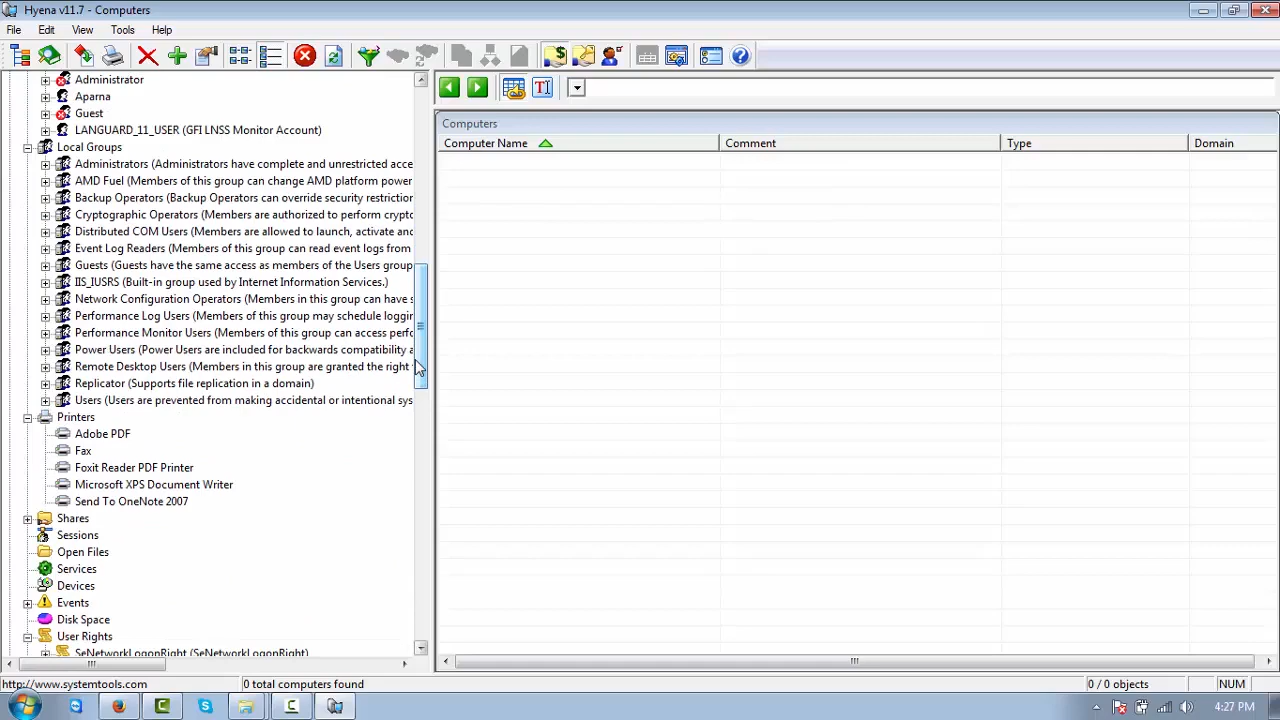 Hyena v11.7 - Computers
File Edit View Tools Help
Administrator
Aparna
Guest
LANGUARD_11_USER (GFI LNSS Monitor Account)
Local Groups
Administrators (Administrators have complete and unrestricted acce
AMD Fuel (Members of this group can change AMD platform power
Backup Operators (Backup Operators can override security restriction
Cryptographic Operators (Members are authorized to perform crypto
Distributed COM Users (Members are allowed to launch, activate and
Event Log Readers (Members of this group can read event logs from
Guests (Guests have the same access as members of the Users group
IIS_IUSRS (Built-in group used by Internet Information Services.)
Network Configuration Operators (Members in this group can have s
Performance Log Users (Members of this group may schedule loggin
Performance Monitor Users (Members of this group can access perfo
Power Users (Power Users are included for backwards compatibility a
Remote Desktop Users (Members in this group are granted the right
Replicator (Supports file replication in a domain)
Users (Users are prevented from making accidental or intentional sys
Printers
Adobe PDF
Fax
Foxit Reader PDF Printer
Microsoft XPS Document Writer
Send To OneNote 2007
Shares
Sessions
Open Files
Services
Devices
Events
Disk Space
User Rights
SeNetworkLogonRight (SeNetworkLogonRight)
Computers
Computer Name Comment Type Domain
http://www.systemtools.com 0 total computers found 0 / 0 objects NUM
4:27 PM